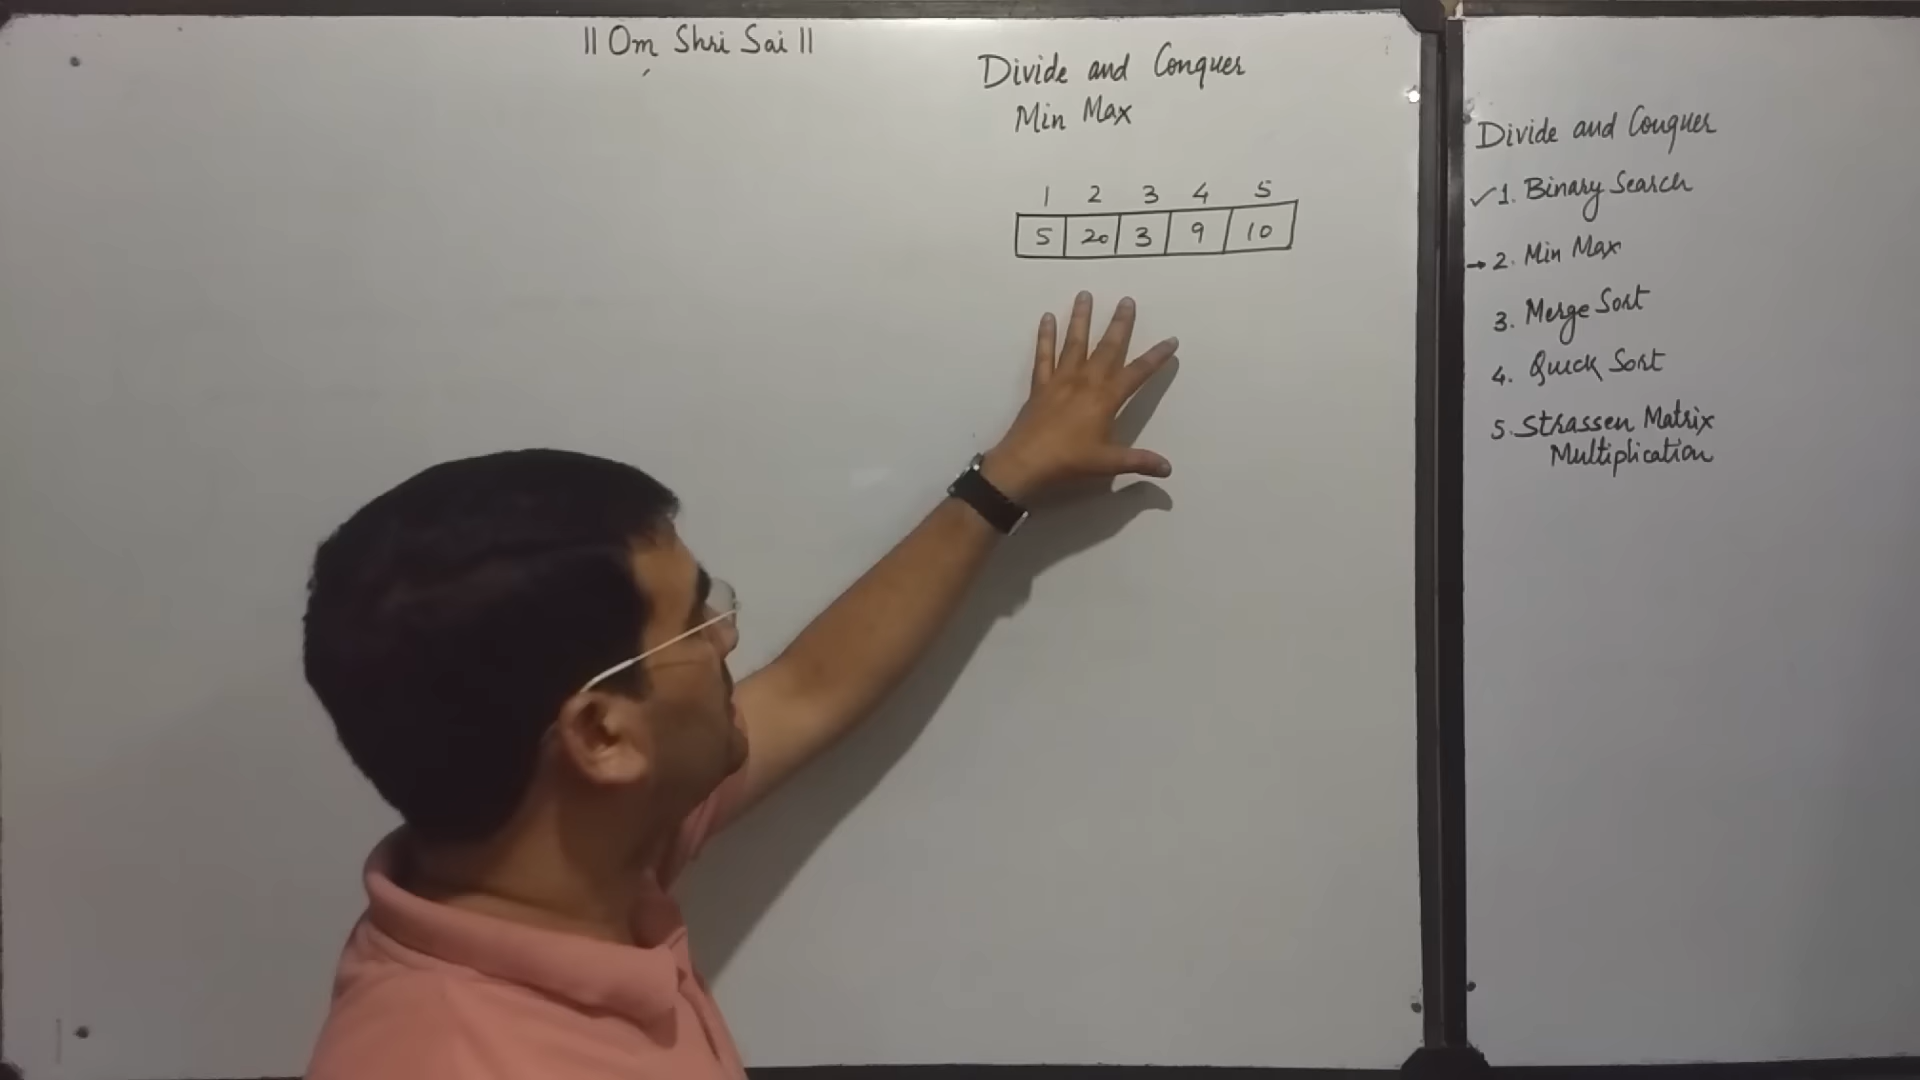 || Om Shri Sai ||
Divide and Conquer
Min Max
1 2 3 4 5
5 20 3 9 10
Divide and Conquer
✓ 1. Binary Search
→ 2. Min Max
3. Merge Sort
4. Quick Sort
5. Strassen Matrix
Multiplication